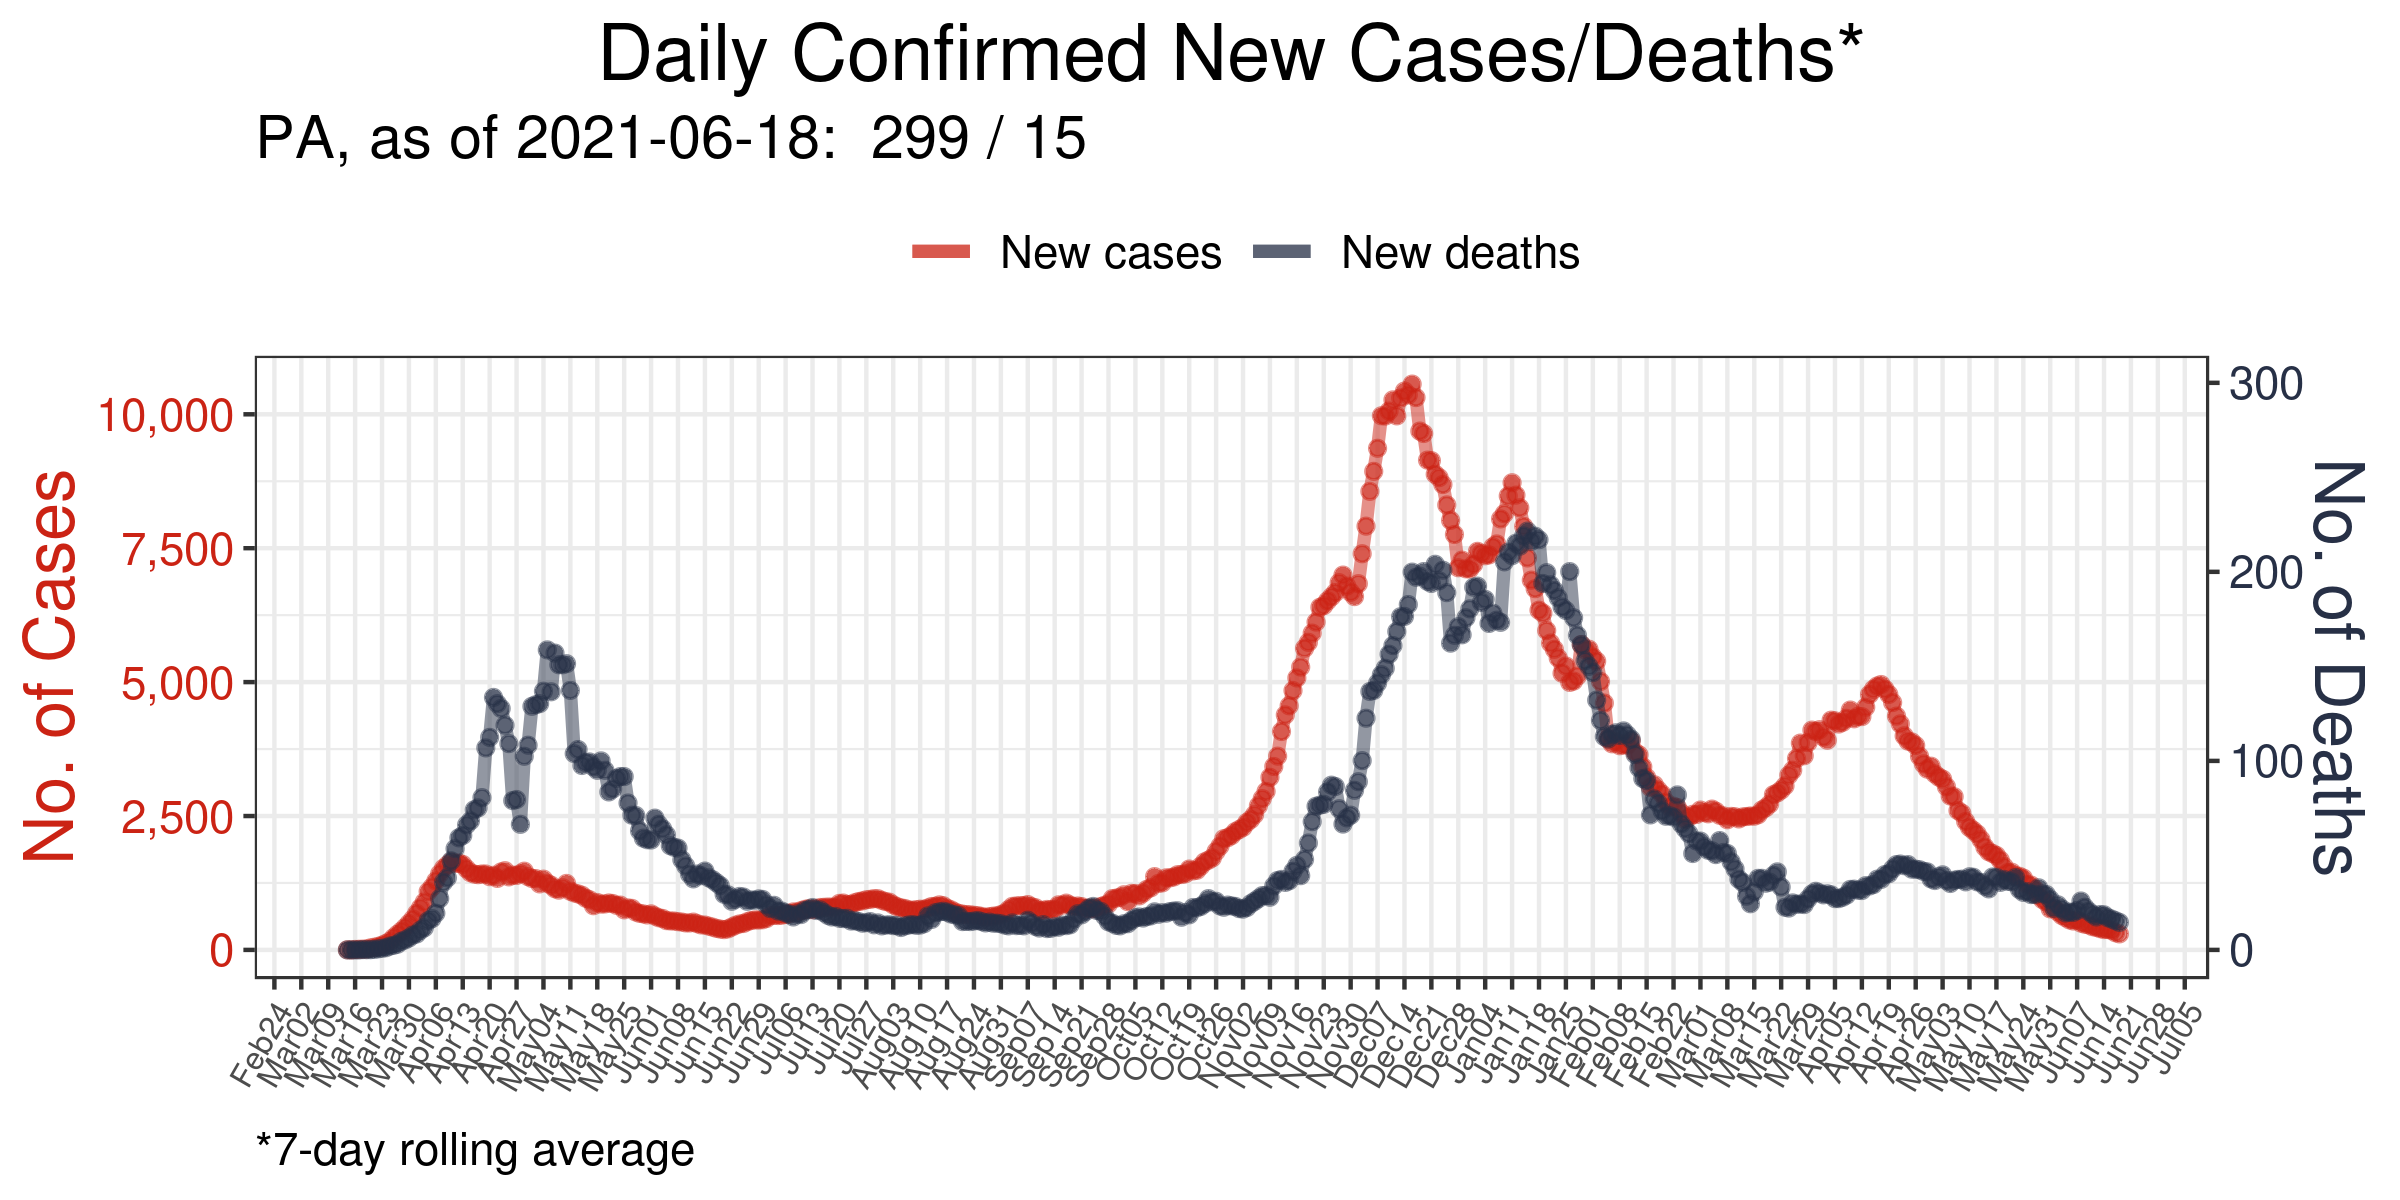 Daily Confirmed New Cases/Deaths*
PA, as of 2021-06-18:  299 / 15
New cases
New deaths
No. of Cases
10,000
7,500
5,000
2,500
0
300
200
100
0
No. of Deaths
Feb24
Mar02
Mar09
Mar16
Mar23
Mar30
Apr06
Apr13
Apr20
Apr27
May04
May11
May18
May25
Jun01
Jun08
Jun15
Jun22
Jun29
Jul06
Jul13
Jul20
Jul27
Aug03
Aug10
Aug17
Aug24
Aug31
Sep07
Sep14
Sep21
Sep28
Oct05
Oct12
Oct19
Oct26
Nov02
Nov09
Nov16
Nov23
Nov30
Dec07
Dec14
Dec21
Dec28
Jan04
Jan11
Jan18
Jan25
Feb01
Feb08
Feb15
Feb22
Mar01
Mar08
Mar15
Mar22
Mar29
Apr05
Apr12
Apr19
Apr26
May03
May10
May17
May24
May31
Jun07
Jun14
Jun21
Jun28
Jul05
*7-day rolling average